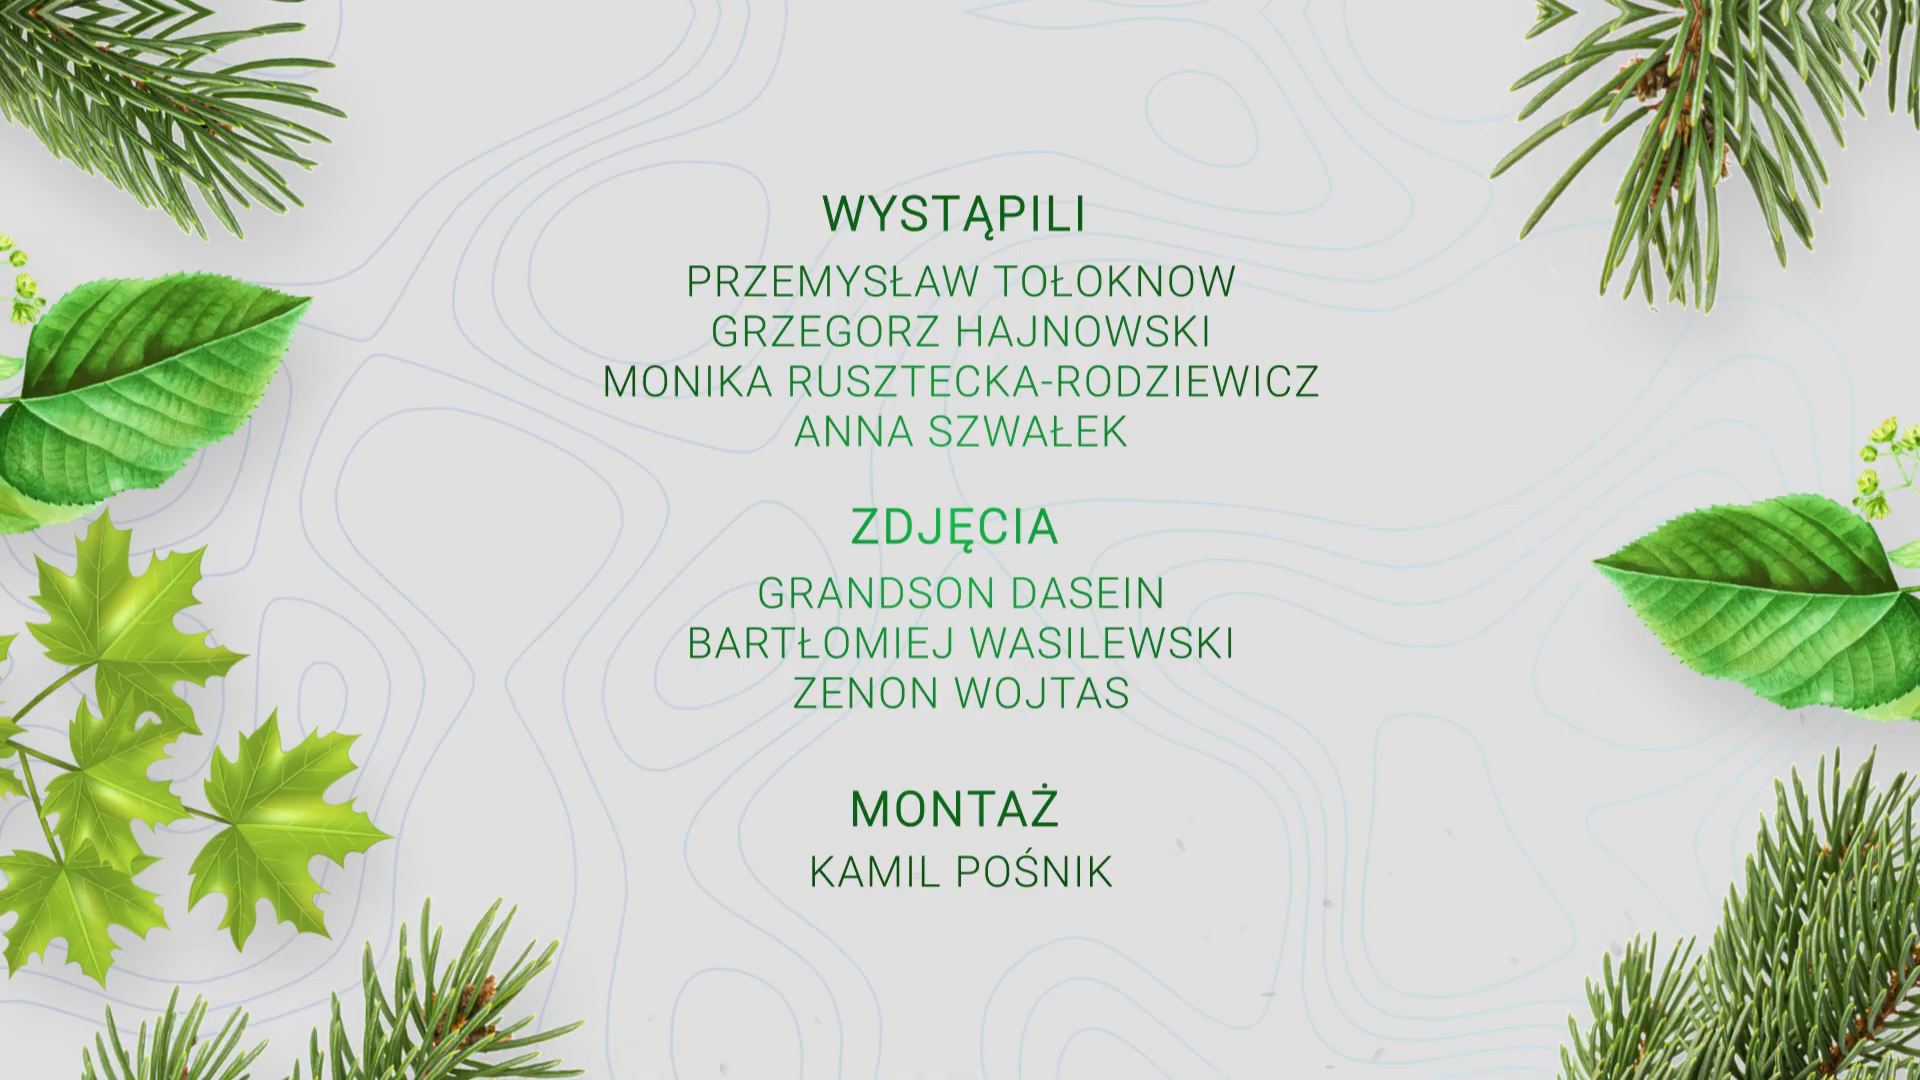 WYSTĄPILI
PRZEMYSŁAW TOŁOKNOW
GRZEGORZ HAJNOWSKI
MONIKA RUSZTECKA-RODZIEWICZ
ANNA SZWAŁEK
ZDJĘCIA
GRANDSON DASEIN
BARTŁOMIEJ WASILEWSKI
ZENON WOJTAS
MONTAŻ
KAMIL POŚNIK